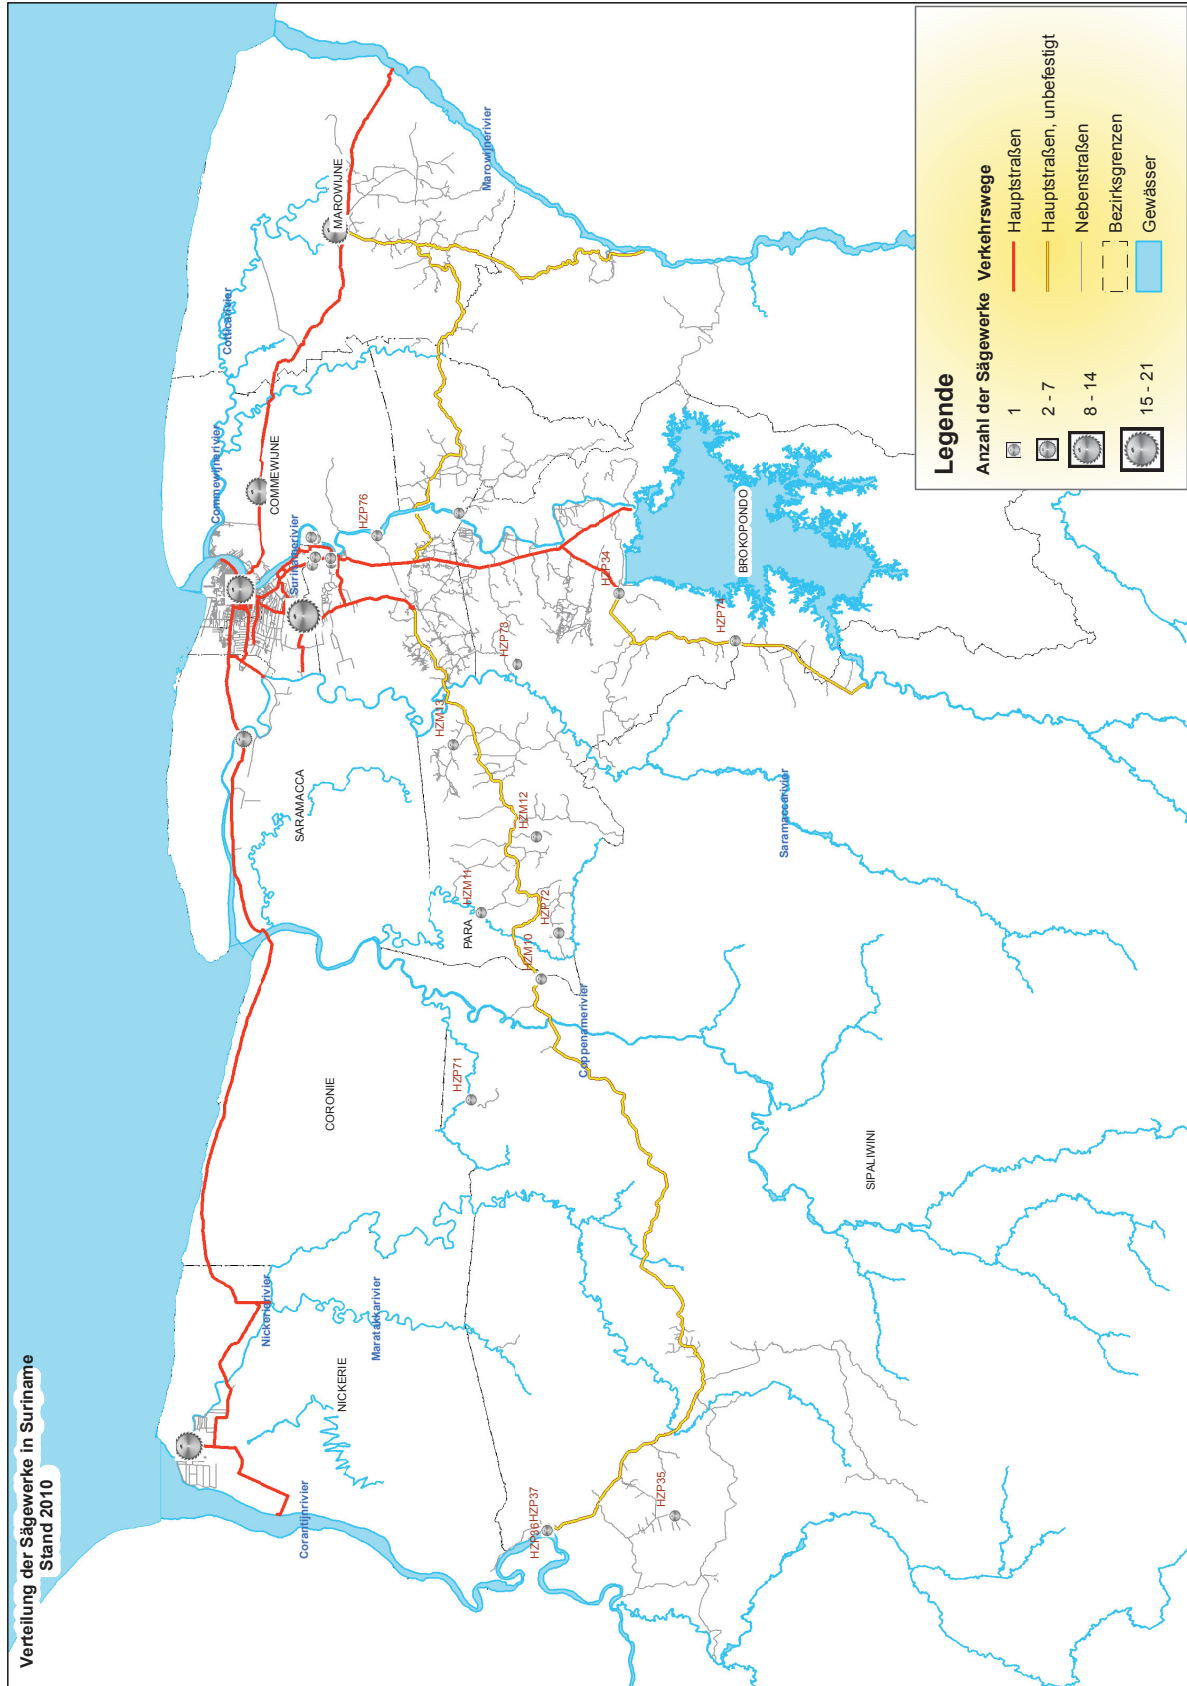 Verteilung der Sägewerke in Suriname
Stand 2010
Corantijnrivier
NICKERIE
Nickerierivier
Maratakkarivier
CORONIE
SARAMACCA
Commewijnerivier
Cotticarivier
COMMEWIJNE
Surinamerivier
MAROWIJNE
Marowijnerivier
HZP76
HZP78
HZM13
HZM12
HZM11
PARA
HZP72
HZM10
Coppenamerivier
HZP71
HZP34
HZP74
BROKOPONDO
Saramaccarivier
SIPALIWINI
HZP36HZP37
HZP35
Legende
Anzahl der Sägewerke
1
2 - 7
8 - 14
15 - 21
Verkehrswege
Hauptstraßen
Hauptstraßen, unbefestigt
Nebenstraßen
Bezirksgrenzen
Gewässer